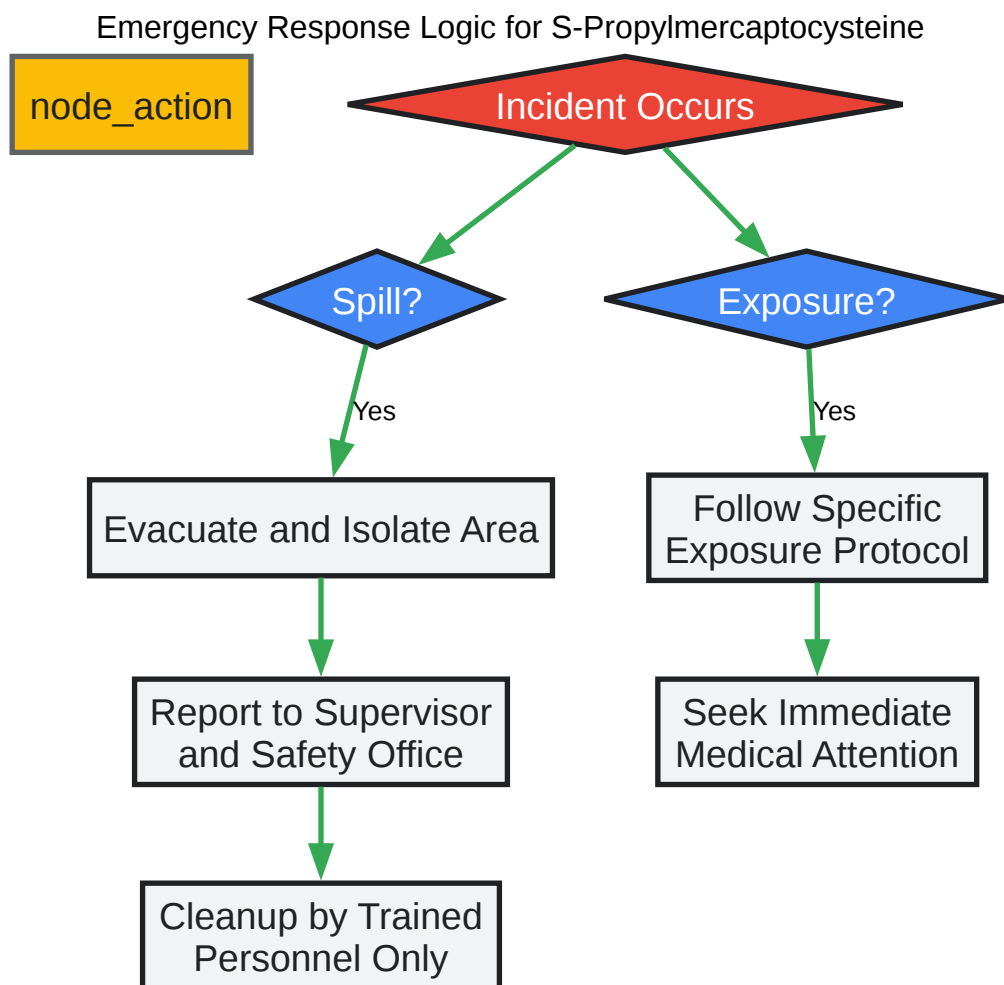 Emergency Response Logic for S-Propylmercaptocysteine
node_action
Incident Occurs
Spill?
Exposure?
Yes
Yes
Evacuate and Isolate Area
Follow Specific
Exposure Protocol
Report to Supervisor
and Safety Office
Seek Immediate
Medical Attention
Cleanup by Trained
Personnel Only